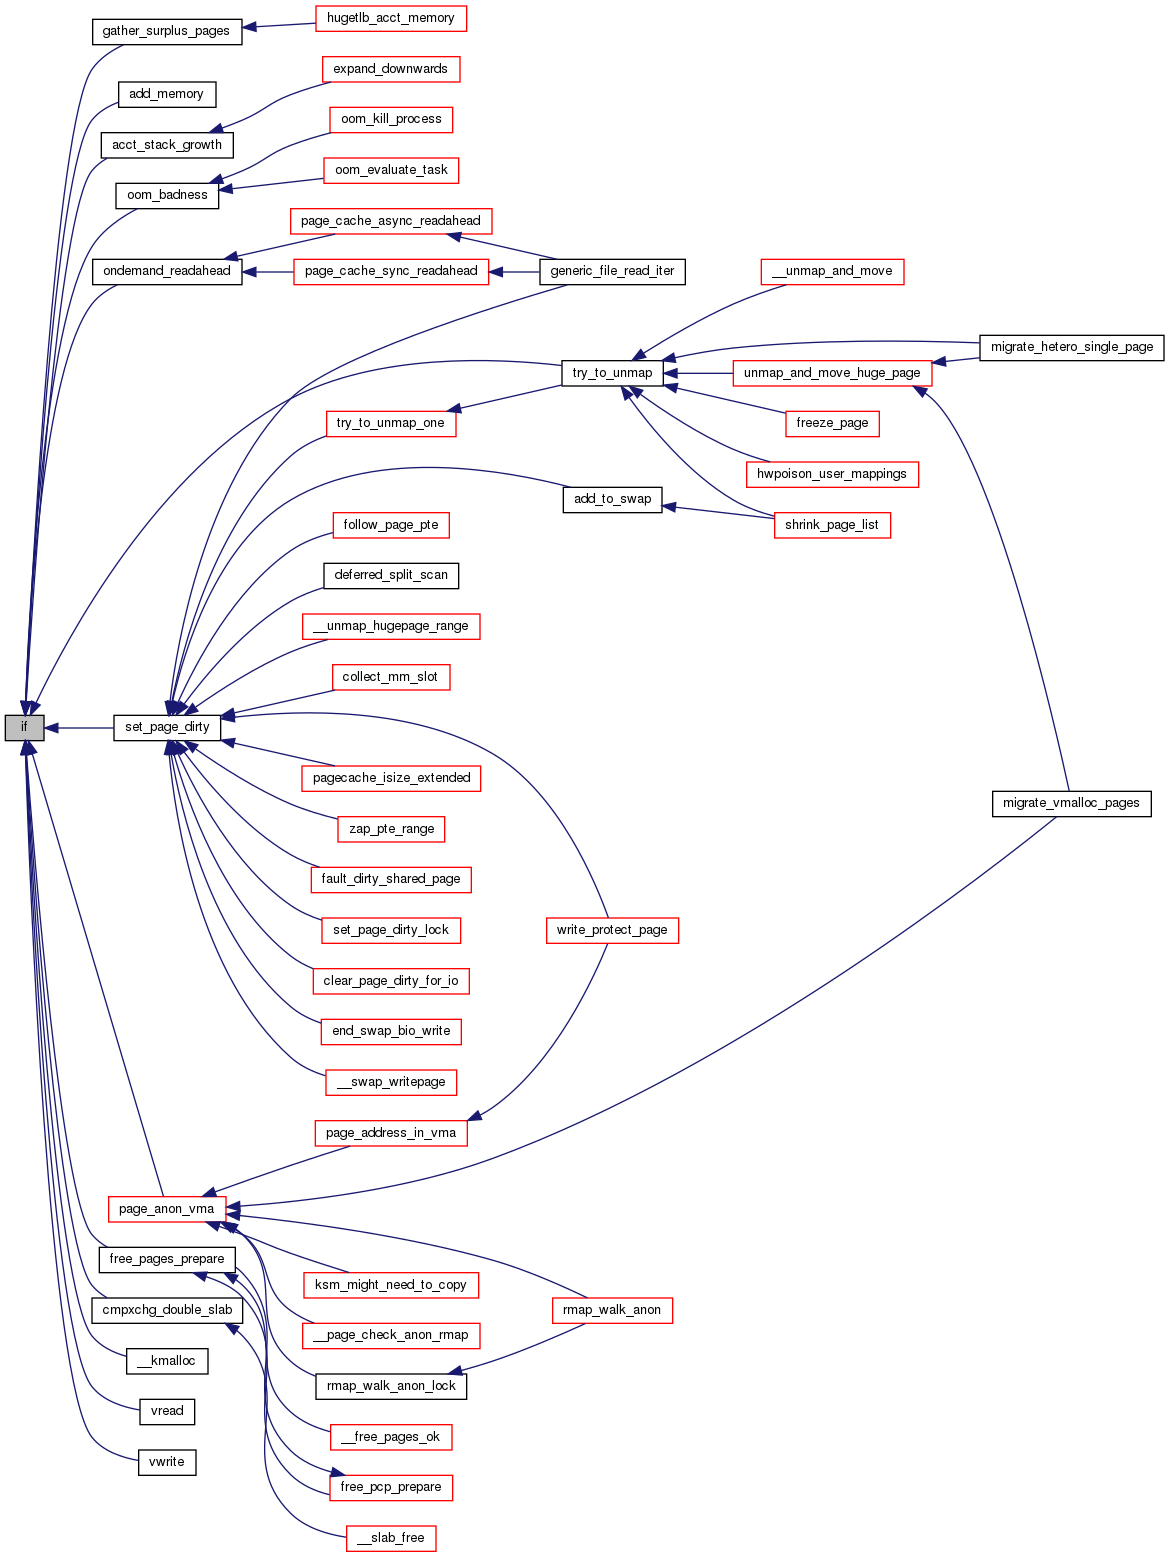 hugetlb_acct_memory
gather_surplus_pages
expand_downwards
add_memory
oom_kill_process
acct_stack_growth
oom_evaluate_task
oom_badness
page_cache_async_readahead
ondemand_readahead
page_cache_sync_readahead
generic_file_read_iter
__unmap_and_move
migrate_hetero_single_page
try_to_unmap
unmap_and_move_huge_page
try_to_unmap_one
freeze_page
hwpoison_user_mappings
add_to_swap
follow_page_pte
shrink_page_list
deferred_split_scan
__unmap_hugepage_range
collect_mm_slot
if
set_page_dirty
pagecache_isize_extended
migrate_vmalloc_pages
zap_pte_range
fault_dirty_shared_page
set_page_dirty_lock
write_protect_page
clear_page_dirty_for_io
end_swap_bio_write
__swap_writepage
page_address_in_vma
page_anon_vma
free_pages_prepare
ksm_might_need_to_copy
cmpxchg_double_slab
rmap_walk_anon
__page_check_anon_rmap
__kmalloc
rmap_walk_anon_lock
vread
__free_pages_ok
vwrite
free_pcp_prepare
__slab_free